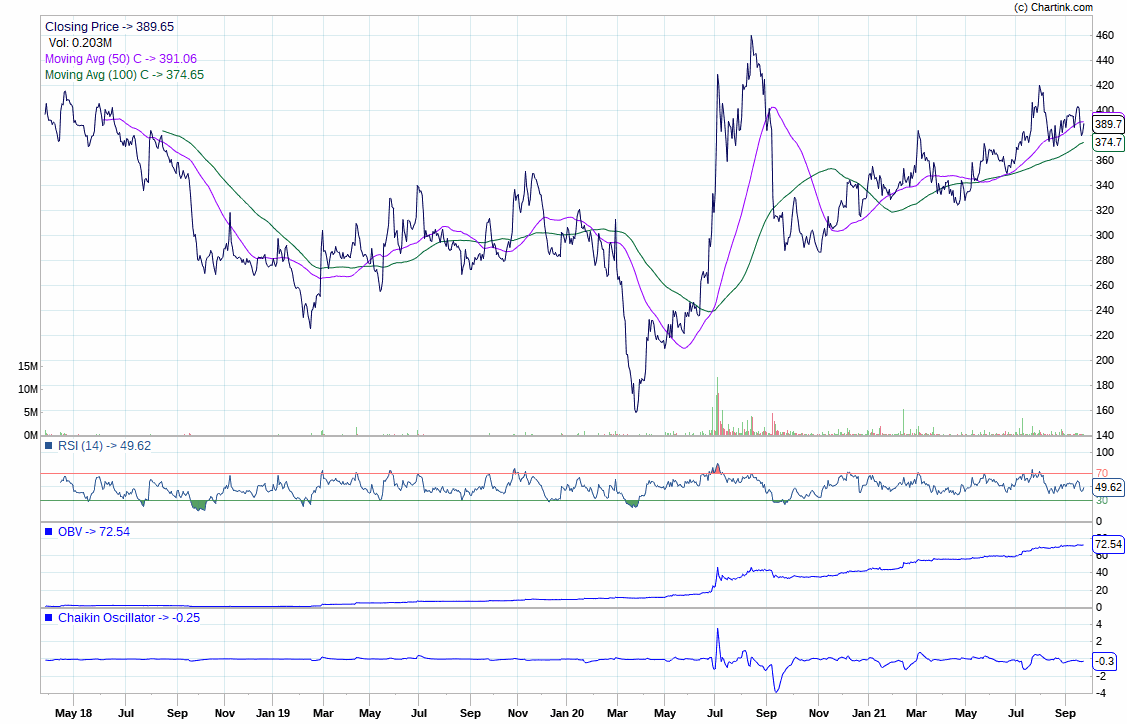 (c) Chartink.com
Closing Price -> 389.65
Vol: 0.203M
Moving Avg (50) C -> 391.06
Moving Avg (100) C -> 374.65
460
440
420
400
389.7
374.7
360
340
320
300
280
260
240
220
200
180
160
140
15M
10M
5M
0M
RSI (14) -> 49.62
100
70
49.62
30
0
OBV -> 72.54
72.54
60
40
20
0
Chaikin Oscillator -> -0.25
4
2
-0.3
-2
-4
May 18 Jul Sep Nov Jan 19 Mar May Jul Sep Nov Jan 20 Mar May Jul Sep Nov Jan 21 Mar May Jul Sep